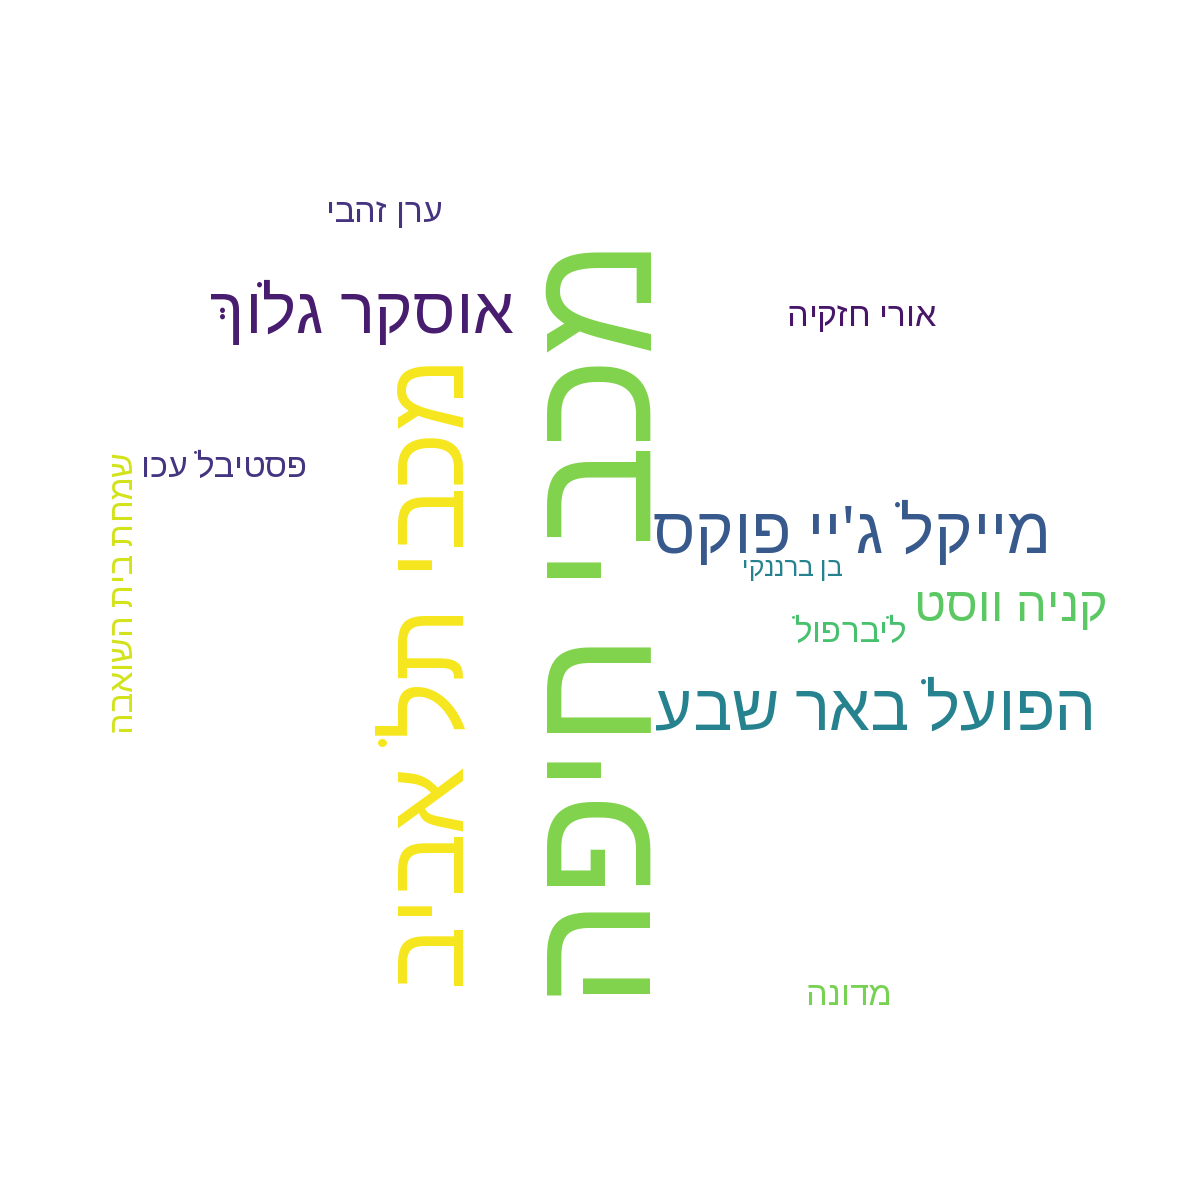 ערן זהבי
אוסקר גלוך
מכבי חיפה
אורי חזקיה
מכבי תל אביב
פסטיבל עכו
שמחת בית השואבה
מייקל ג'יי פוקס
בן ברננקי
קניה ווסט
ליברפול
הפועל באר שבע
מדונה